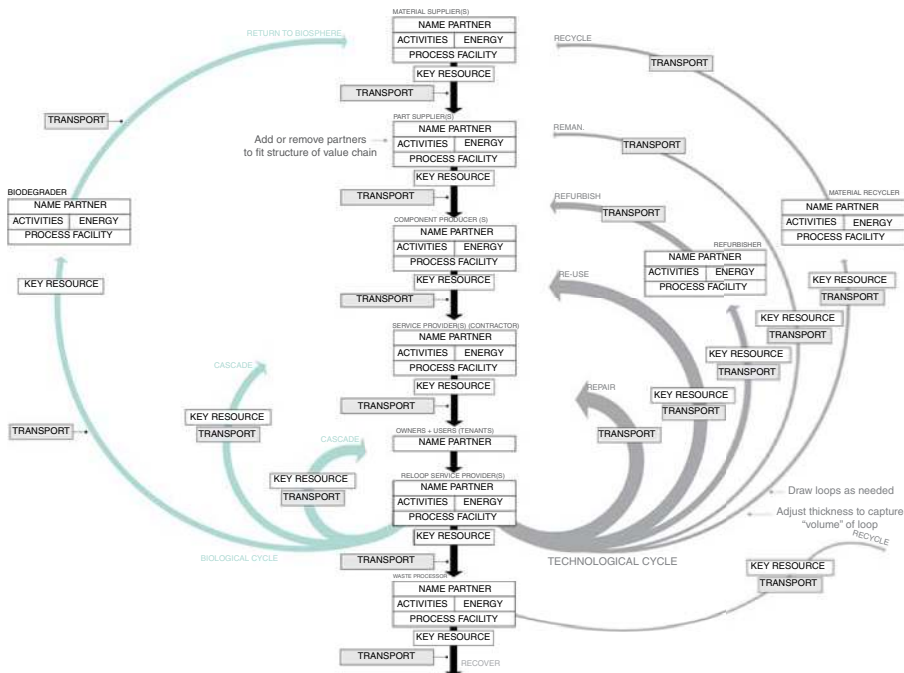 MATERIAL SUPPLIER(S)
NAME PARTNER
ACTIVITIES ENERGY
PROCESS FACILITY
KEY RESOURCE
TRANSPORT
RETURN TO BIOSPHERE
RECYCLE
TRANSPORT
TRANSPORT
Add or remove partners
to fit structure of value chain
PART SUPPLIER(S)
NAME PARTNER
ACTIVITIES ENERGY
PROCESS FACILITY
KEY RESOURCE
TRANSPORT
REMAN.
TRANSPORT
BIODEGRADER
NAME PARTNER
ACTIVITIES ENERGY
PROCESS FACILITY
KEY RESOURCE
REFURBISH
TRANSPORT
MATERIAL RECYCLER
NAME PARTNER
ACTIVITIES ENERGY
PROCESS FACILITY
COMPONENT PRODUCER (S)
NAME PARTNER
ACTIVITIES ENERGY
PROCESS FACILITY
KEY RESOURCE
TRANSPORT
REFURBISHER
NAME PARTNER
ACTIVITIES ENERGY
PROCESS FACILITY
RE-USE
KEY RESOURCE
TRANSPORT
KEY RESOURCE
TRANSPORT
KEY RESOURCE
TRANSPORT
SERVICE PROVIDER(S) (CONTRACTOR)
NAME PARTNER
ACTIVITIES ENERGY
PROCESS FACILITY
KEY RESOURCE
TRANSPORT
CASCADE
KEY RESOURCE
TRANSPORT
TRANSPORT
REPAIR
KEY RESOURCE
TRANSPORT
TRANSPORT
OWNERS + USERS (TENANTS)
NAME PARTNER
CASCADE
KEY RESOURCE
TRANSPORT
RELOOP SERVICE PROVIDER(S)
NAME PARTNER
ACTIVITIES ENERGY
PROCESS FACILITY
KEY RESOURCE
TRANSPORT
Draw loops as needed
Adjust thickness to capture
“volume” of loop
BIOLOGICAL CYCLE
TECHNOLOGICAL CYCLE
RECYCLE
KEY RESOURCE
TRANSPORT
WASTE PROCESSOR
NAME PARTNER
ACTIVITIES ENERGY
PROCESS FACILITY
KEY RESOURCE
TRANSPORT
RECOVER